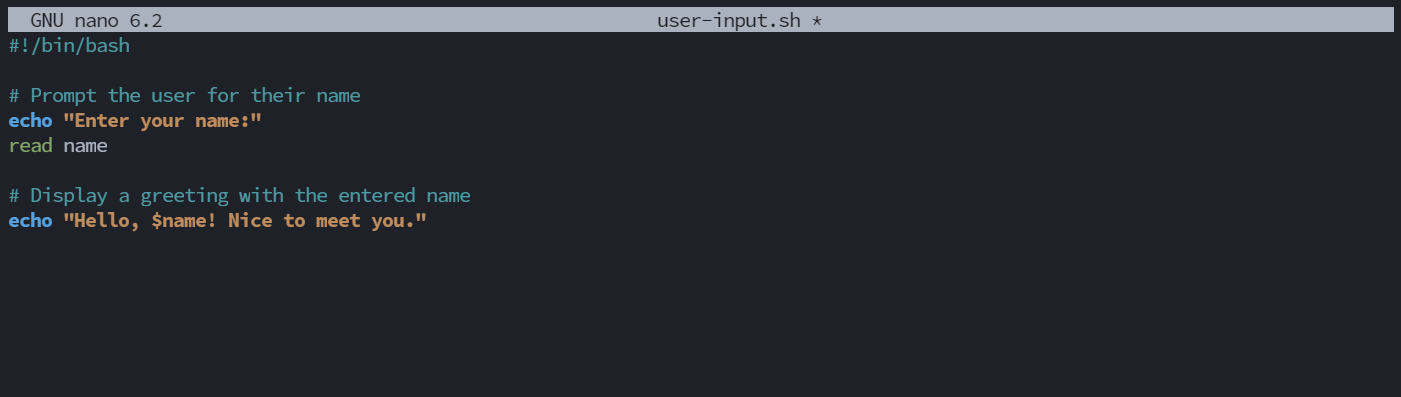 GNU nano 6.2 user-input.sh *
#!/bin/bash
# Prompt the user for their name
echo "Enter your name:"
read name
# Display a greeting with the entered name
echo "Hello, $name! Nice to meet you."